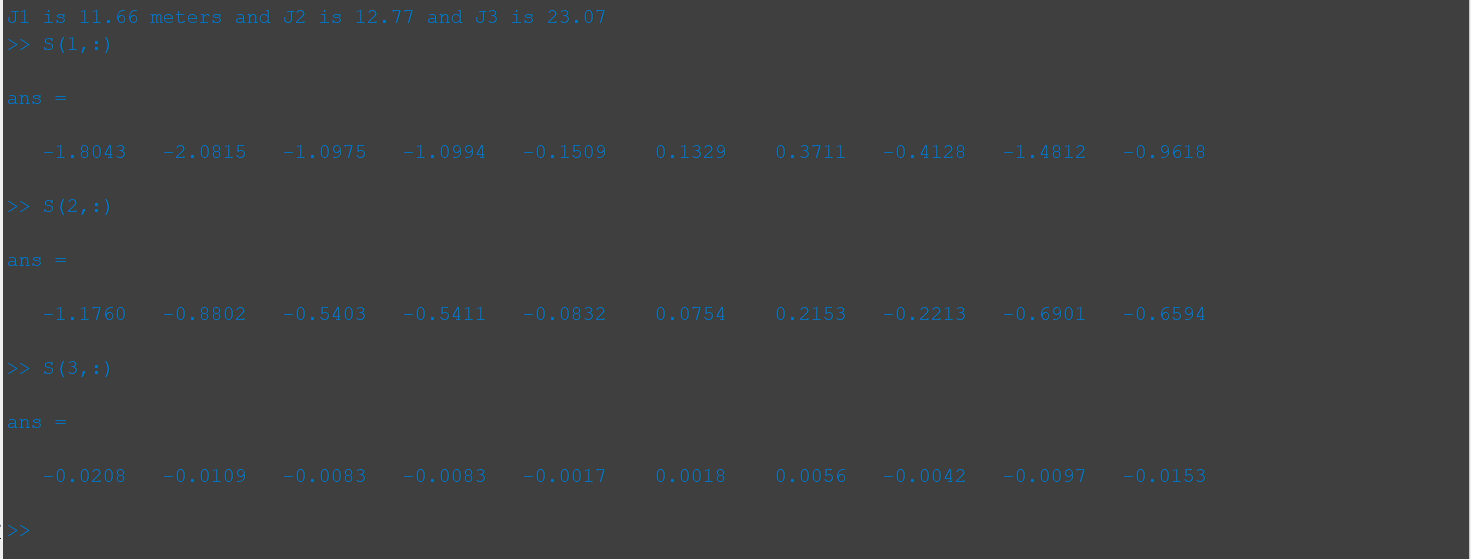 J1 is 11.66 meters and J2 is 12.77 and J3 is 23.07
>> S(1,:)
ans =
-1.8043 -2.0815 -1.0975 -1.0994 -0.1509 0.1329 0.3711 -0.4128 -1.4812 -0.9618
>> S(2,:)
ans =
-1.1760 -0.8802 -0.5403 -0.5411 -0.0832 0.0754 0.2153 -0.2213 -0.6901 -0.6594
>> S(3,:)
ans =
-0.0208 -0.0109 -0.0083 -0.0083 -0.0017 0.0018 0.0056 -0.0042 -0.0097 -0.0153
>>